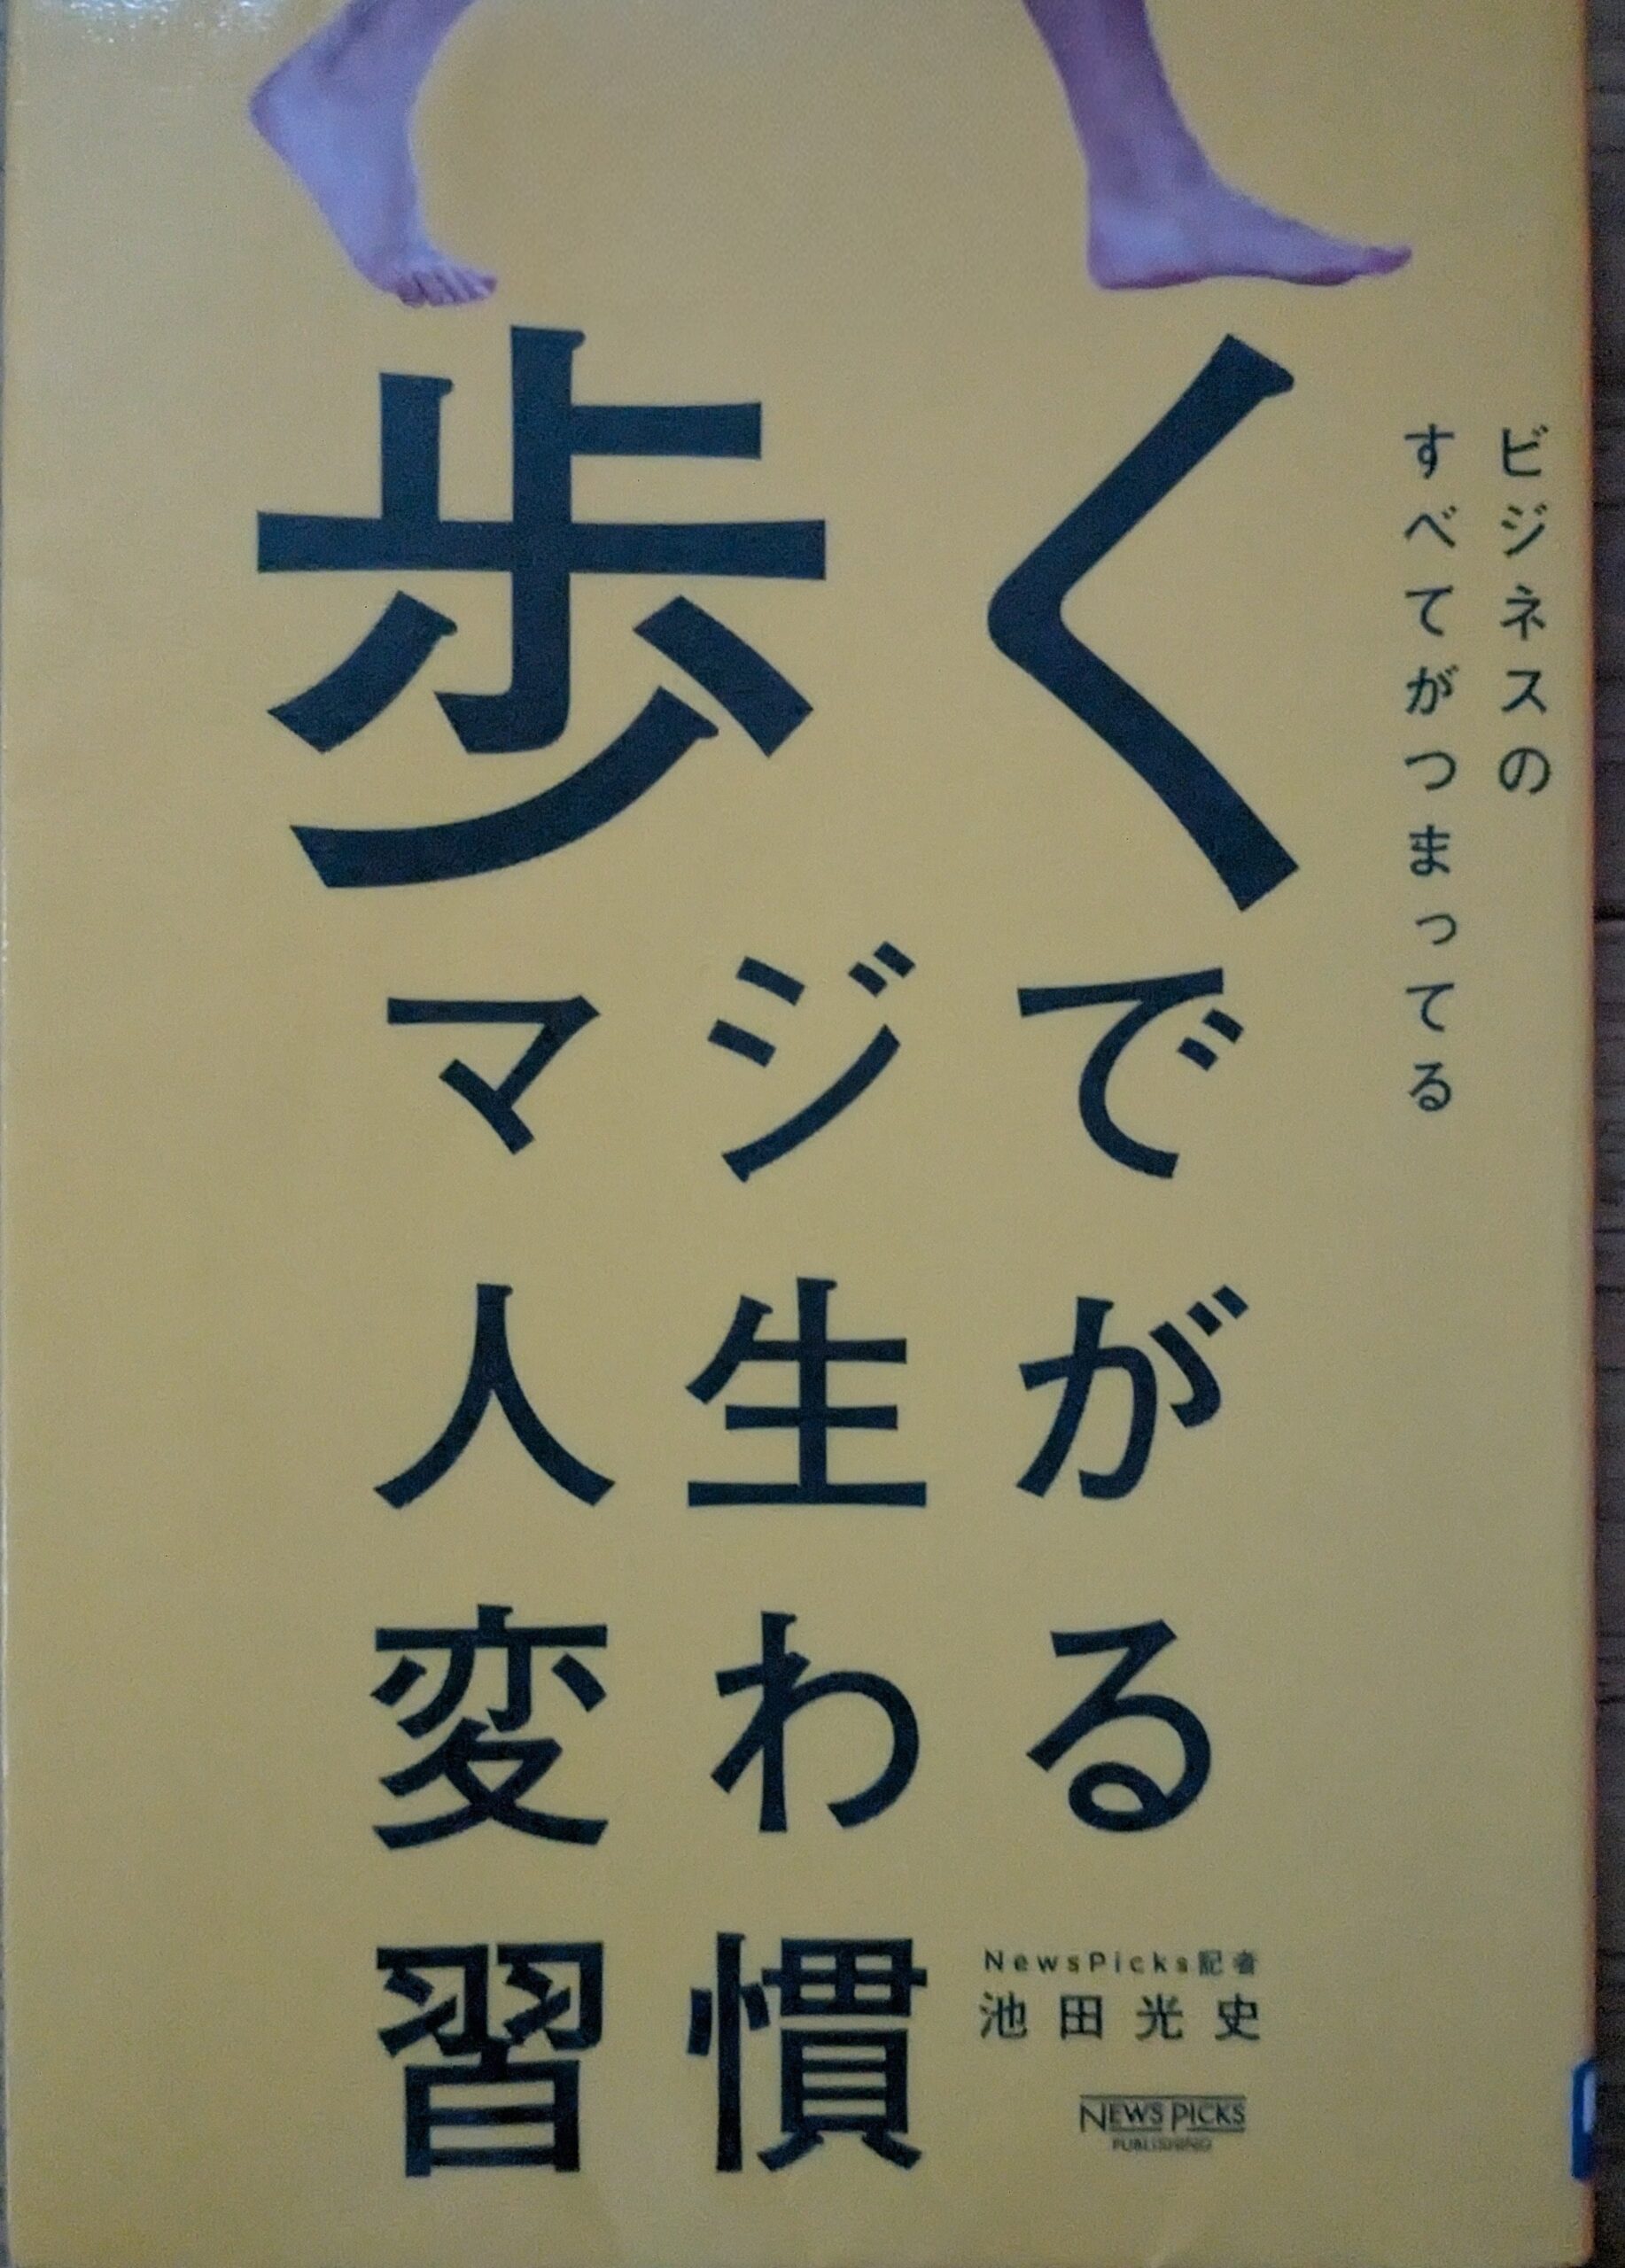 歩く
マジで
人生が
変わる
習慣
ビジネスの
すべてがつまってる
NewsPicks記者
池田光史
NEWS PICKS
PUBLISHING